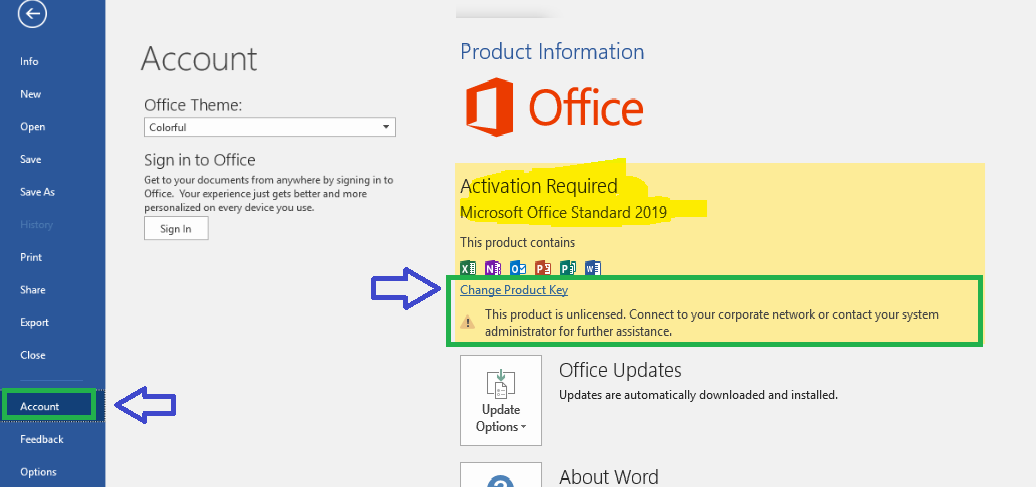 Info
New
Open
Save
Save As
History
Print
Share
Export
Close
Account
Feedback
Options
Account
Office Theme:
Colorful
Sign in to Office
Get to your documents from anywhere by signing in to
Office. Your experience just gets better and more
personalized on every device you use.
Sign In
Product Information
Office
Activation Required
Microsoft Office Standard 2019
This product contains
Change Product Key
This product is unlicensed. Connect to your corporate network or contact your system
administrator for further assistance.
Update
Options
Office Updates
Updates are automatically downloaded and installed.
About Word